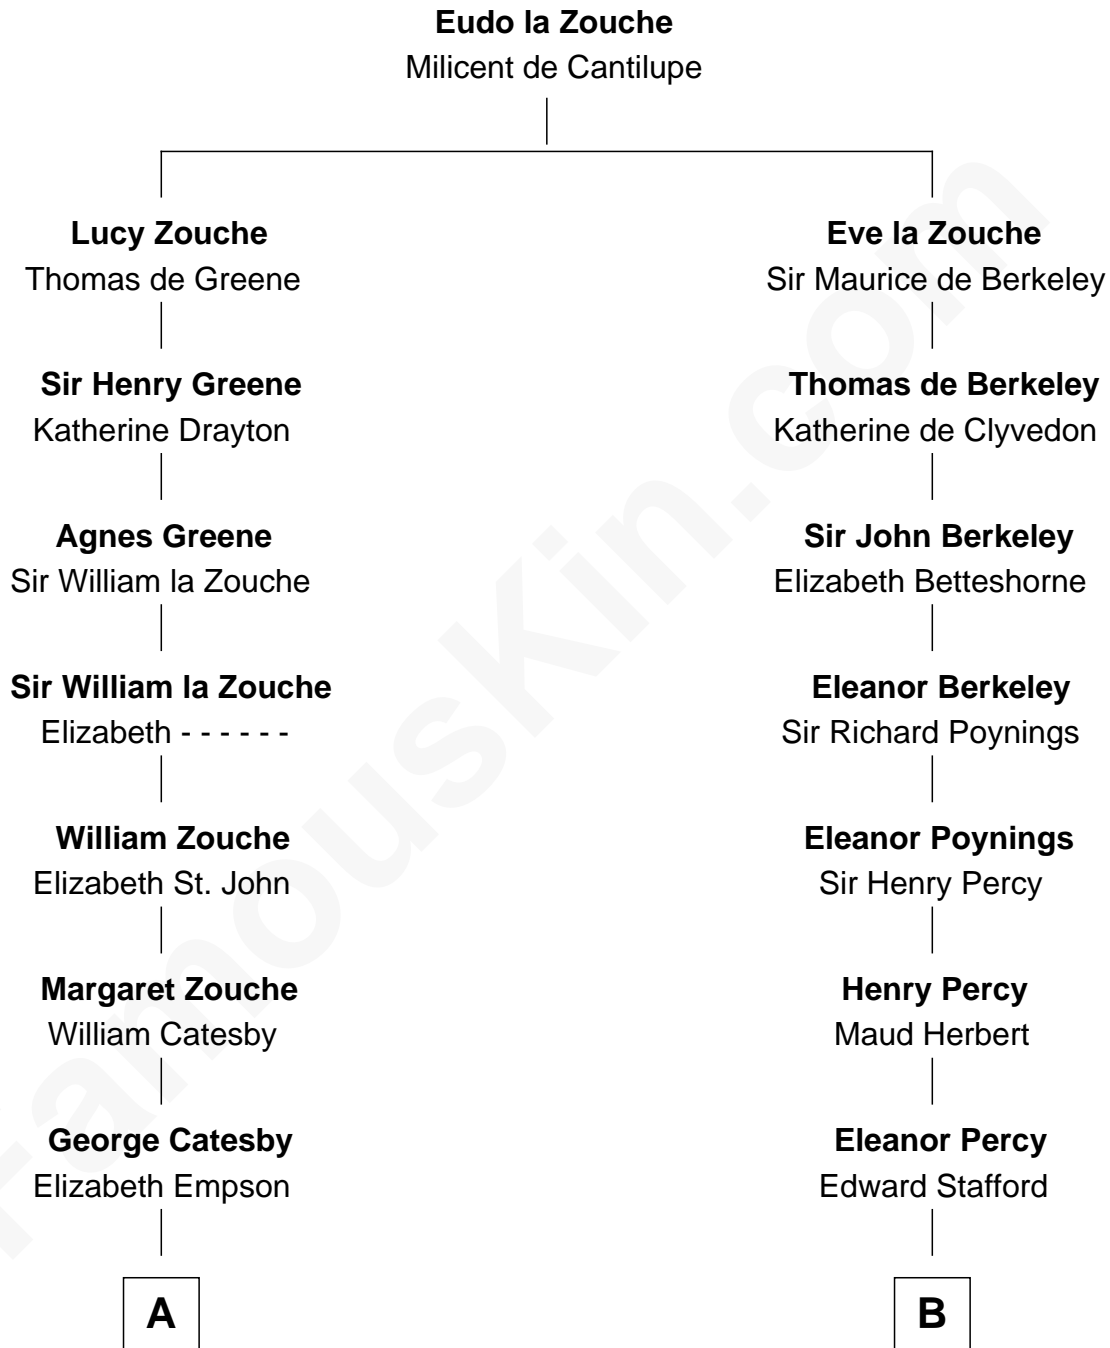 Eudo la Zouche
Milicent de Cantilupe
Lucy Zouche
Thomas de Greene
Eve la Zouche
Sir Maurice de Berkeley
Sir Henry Greene
Katherine Drayton
Thomas de Berkeley
Katherine de Clyvedon
Agnes Greene
Sir William la Zouche
Sir John Berkeley
Elizabeth Betteshorne
Sir William la Zouche
Elizabeth - - - - - -
Eleanor Berkeley
Sir Richard Poynings
William Zouche
Elizabeth St. John
Eleanor Poynings
Sir Henry Percy
Margaret Zouche
William Catesby
Henry Percy
Maud Herbert
George Catesby
Elizabeth Empson
Eleanor Percy
Edward Stafford
A
B
FamousKin.com